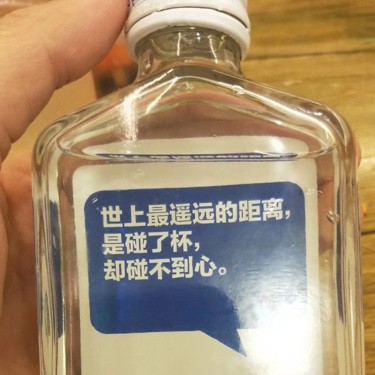 世上最遥远的距离,
是碰了杯,
却碰不到心。